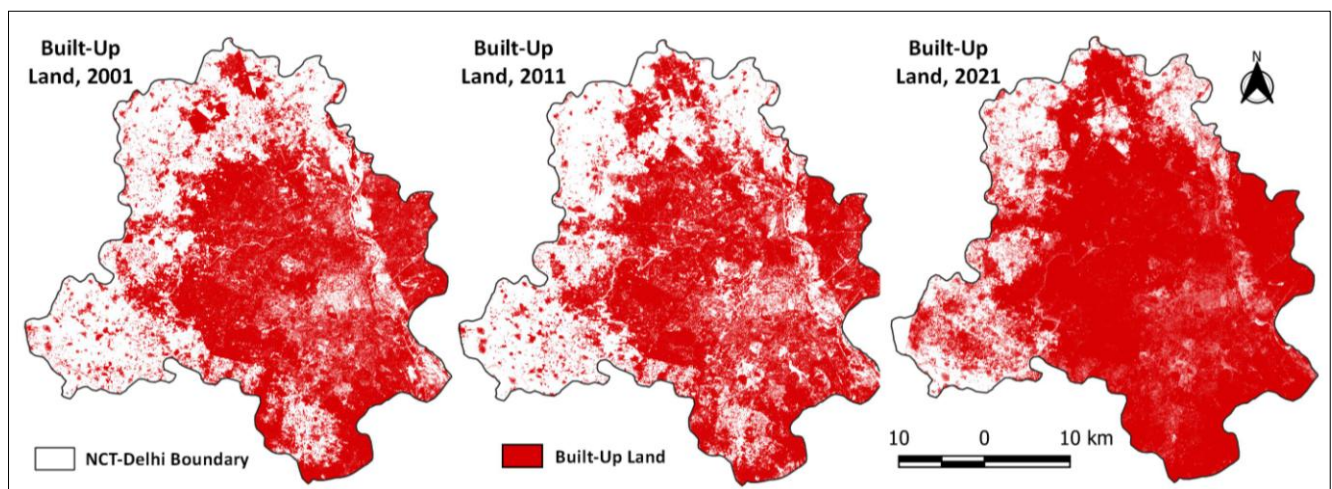 Built-Up
Land, 2001
Built-Up
Land, 2011
Built-Up
Land, 2021
N
NCT-Delhi Boundary
Built-Up Land
10 0 10 km